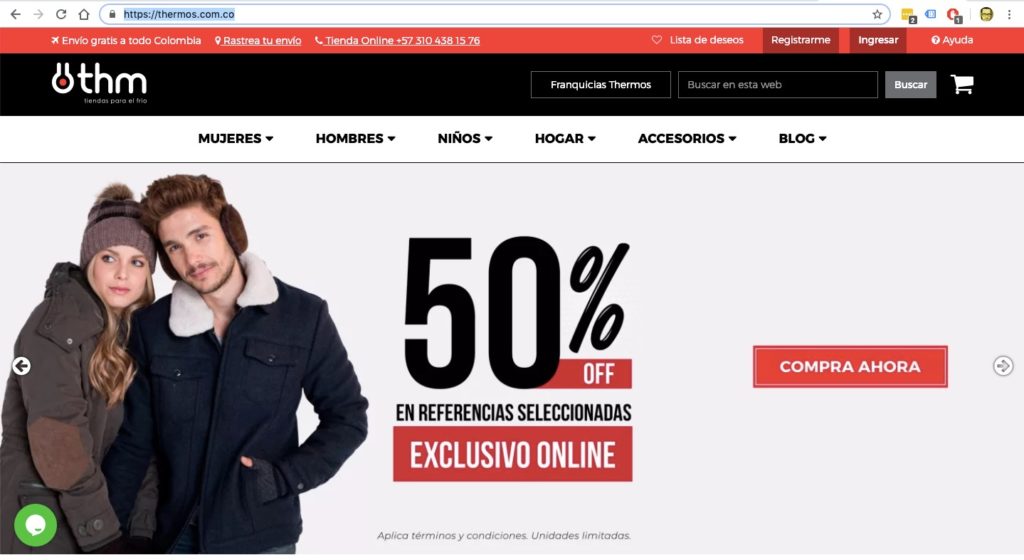 https://thermos.com.co
2
1
Envío gratis a todo Colombia Rastrea tu envío Tienda Online +57 310 438 15 76 Lista de deseos Registrarme Ingresar Ayuda
thm
tiendas para el frío
Franquicias Thermos Buscar en esta web Buscar
MUJERES HOMBRES NIÑOS HOGAR ACCESORIOS BLOG
50%
OFF
EN REFERENCIAS SELECCIONADAS
EXCLUSIVO ONLINE
COMPRA AHORA
Aplica términos y condiciones. Unidades limitadas.